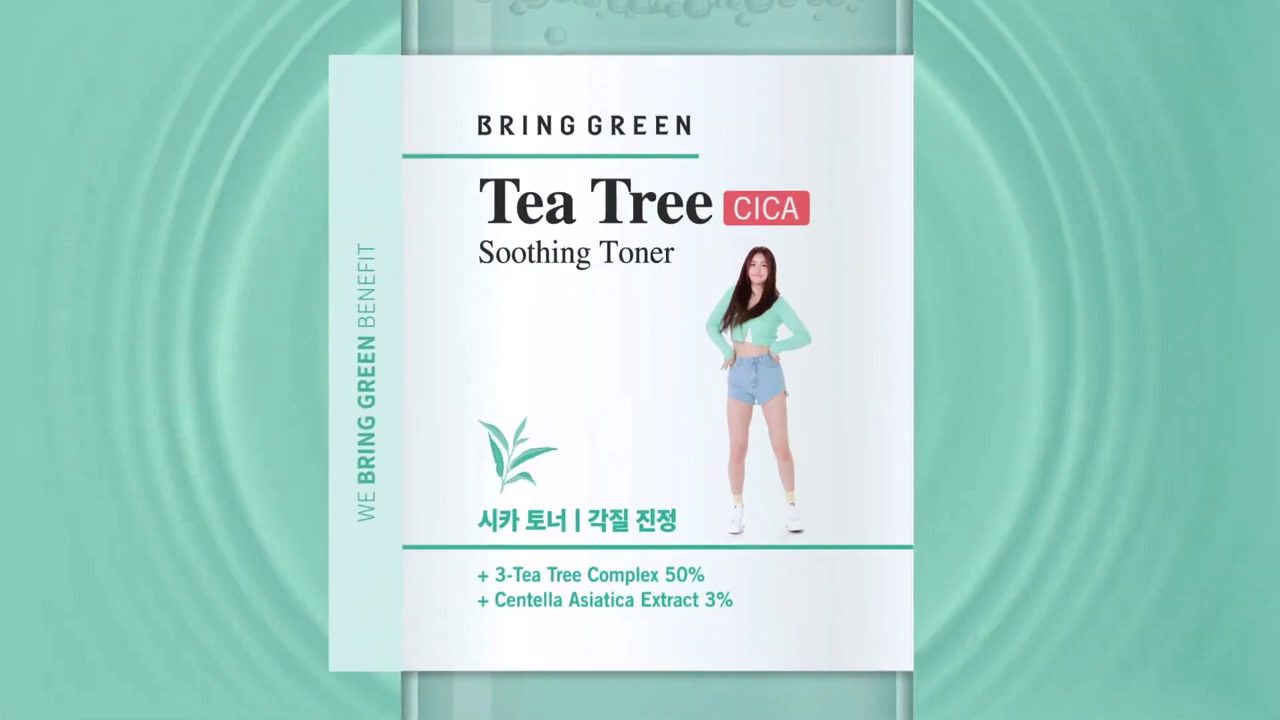 BRING GREEN
Tea Tree CICA
Soothing Toner
시카 토너 | 각질 진정
+ 3-Tea Tree Complex 50%
+ Centella Asiatica Extract 3%
WE BRING GREEN BENEFIT